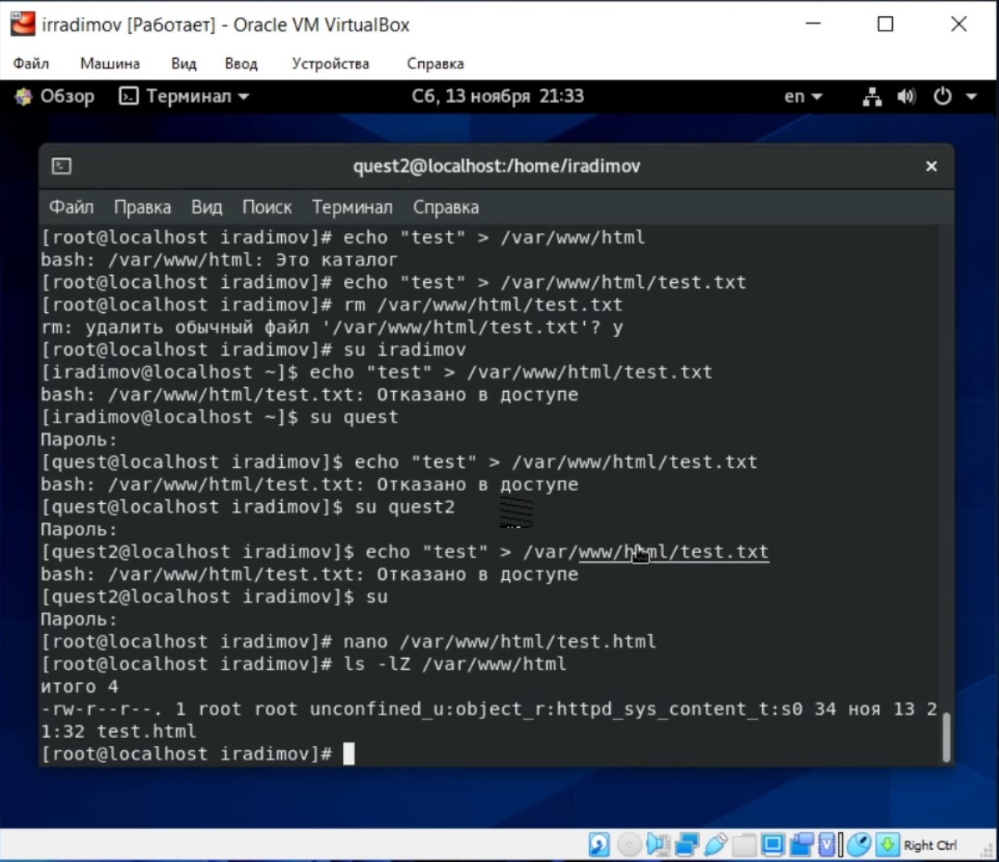 irradimov [Работает] - Oracle VM VirtualBox
Файл Машина Вид Ввод Устройства Справка
Обзор Терминал Сб, 13 ноября 21:33 en
quest2@localhost:/home/iradimov
Файл Правка Вид Поиск Терминал Справка
[root@localhost iradimov]# echo "test" > /var/www/html
bash: /var/www/html: Это каталог
[root@localhost iradimov]# echo "test" > /var/www/html/test.txt
[root@localhost iradimov]# rm /var/www/html/test.txt
rm: удалить обычный файл '/var/www/html/test.txt'? y
[root@localhost iradimov]# su iradimov
[iradimov@localhost ~]$ echo "test" > /var/www/html/test.txt
bash: /var/www/html/test.txt: Отказано в доступе
[iradimov@localhost ~]$ su quest
Пароль:
[quest@localhost iradimov]$ echo "test" > /var/www/html/test.txt
bash: /var/www/html/test.txt: Отказано в доступе
[quest@localhost iradimov]$ su quest2
Пароль:
[quest2@localhost iradimov]$ echo "test" > /var/www/html/test.txt
bash: /var/www/html/test.txt: Отказано в доступе
[quest2@localhost iradimov]$ su
Пароль:
[root@localhost iradimov]# nano /var/www/html/test.html
[root@localhost iradimov]# ls -lZ /var/www/html
итого 4
-rw-r--r--. 1 root root unconfined_u:object_r:httpd_sys_content_t:s0 34 ноя 13 2
1:32 test.html
[root@localhost iradimov]#
Right Ctrl